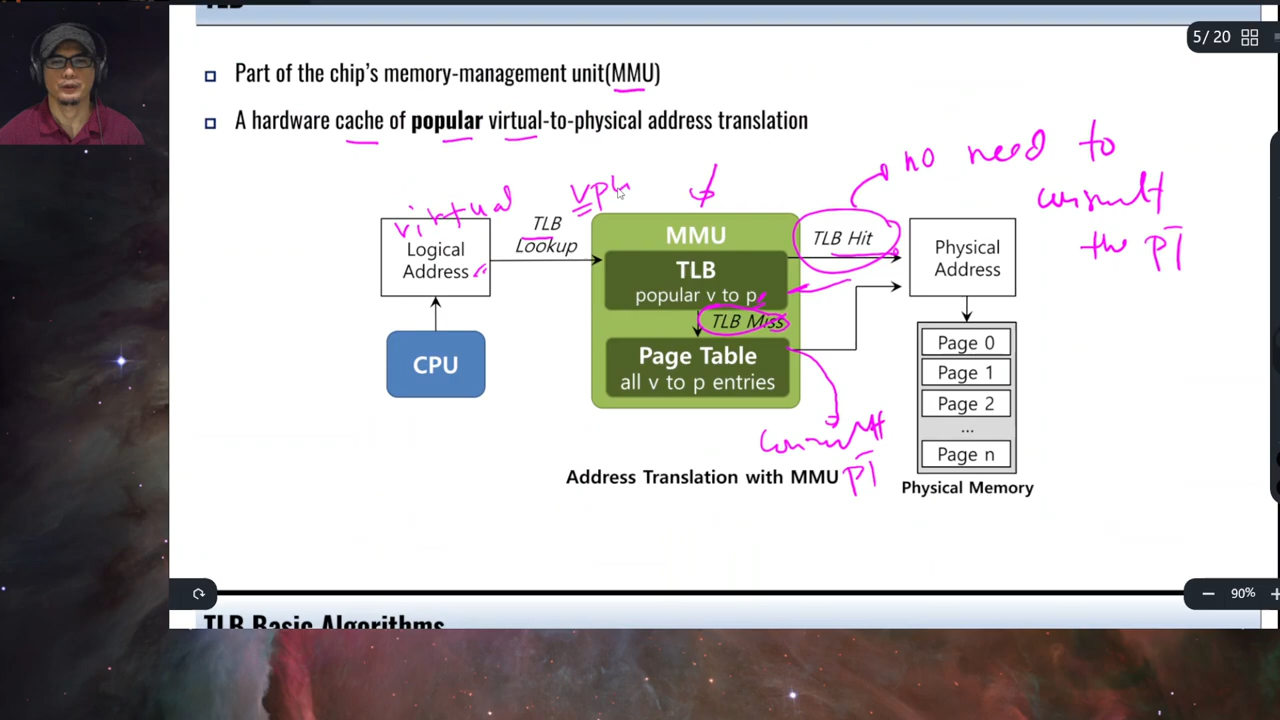 TLB
5/20
Part of the chip's memory-management unit(MMU)
A hardware cache of popular virtual-to-physical address translation
no need to
consult
the PT
virtual
VPN
TLB
Lookup
Logical
Address
CPU
MMU
TLB
popular v to p
TLB Hit
TLB Miss
Page Table
all v to p entries
Physical
Address
Page 0
Page 1
Page 2
...
Page n
consult
PT
Address Translation with MMU
Physical Memory
90%
TLB Basic Algorithms